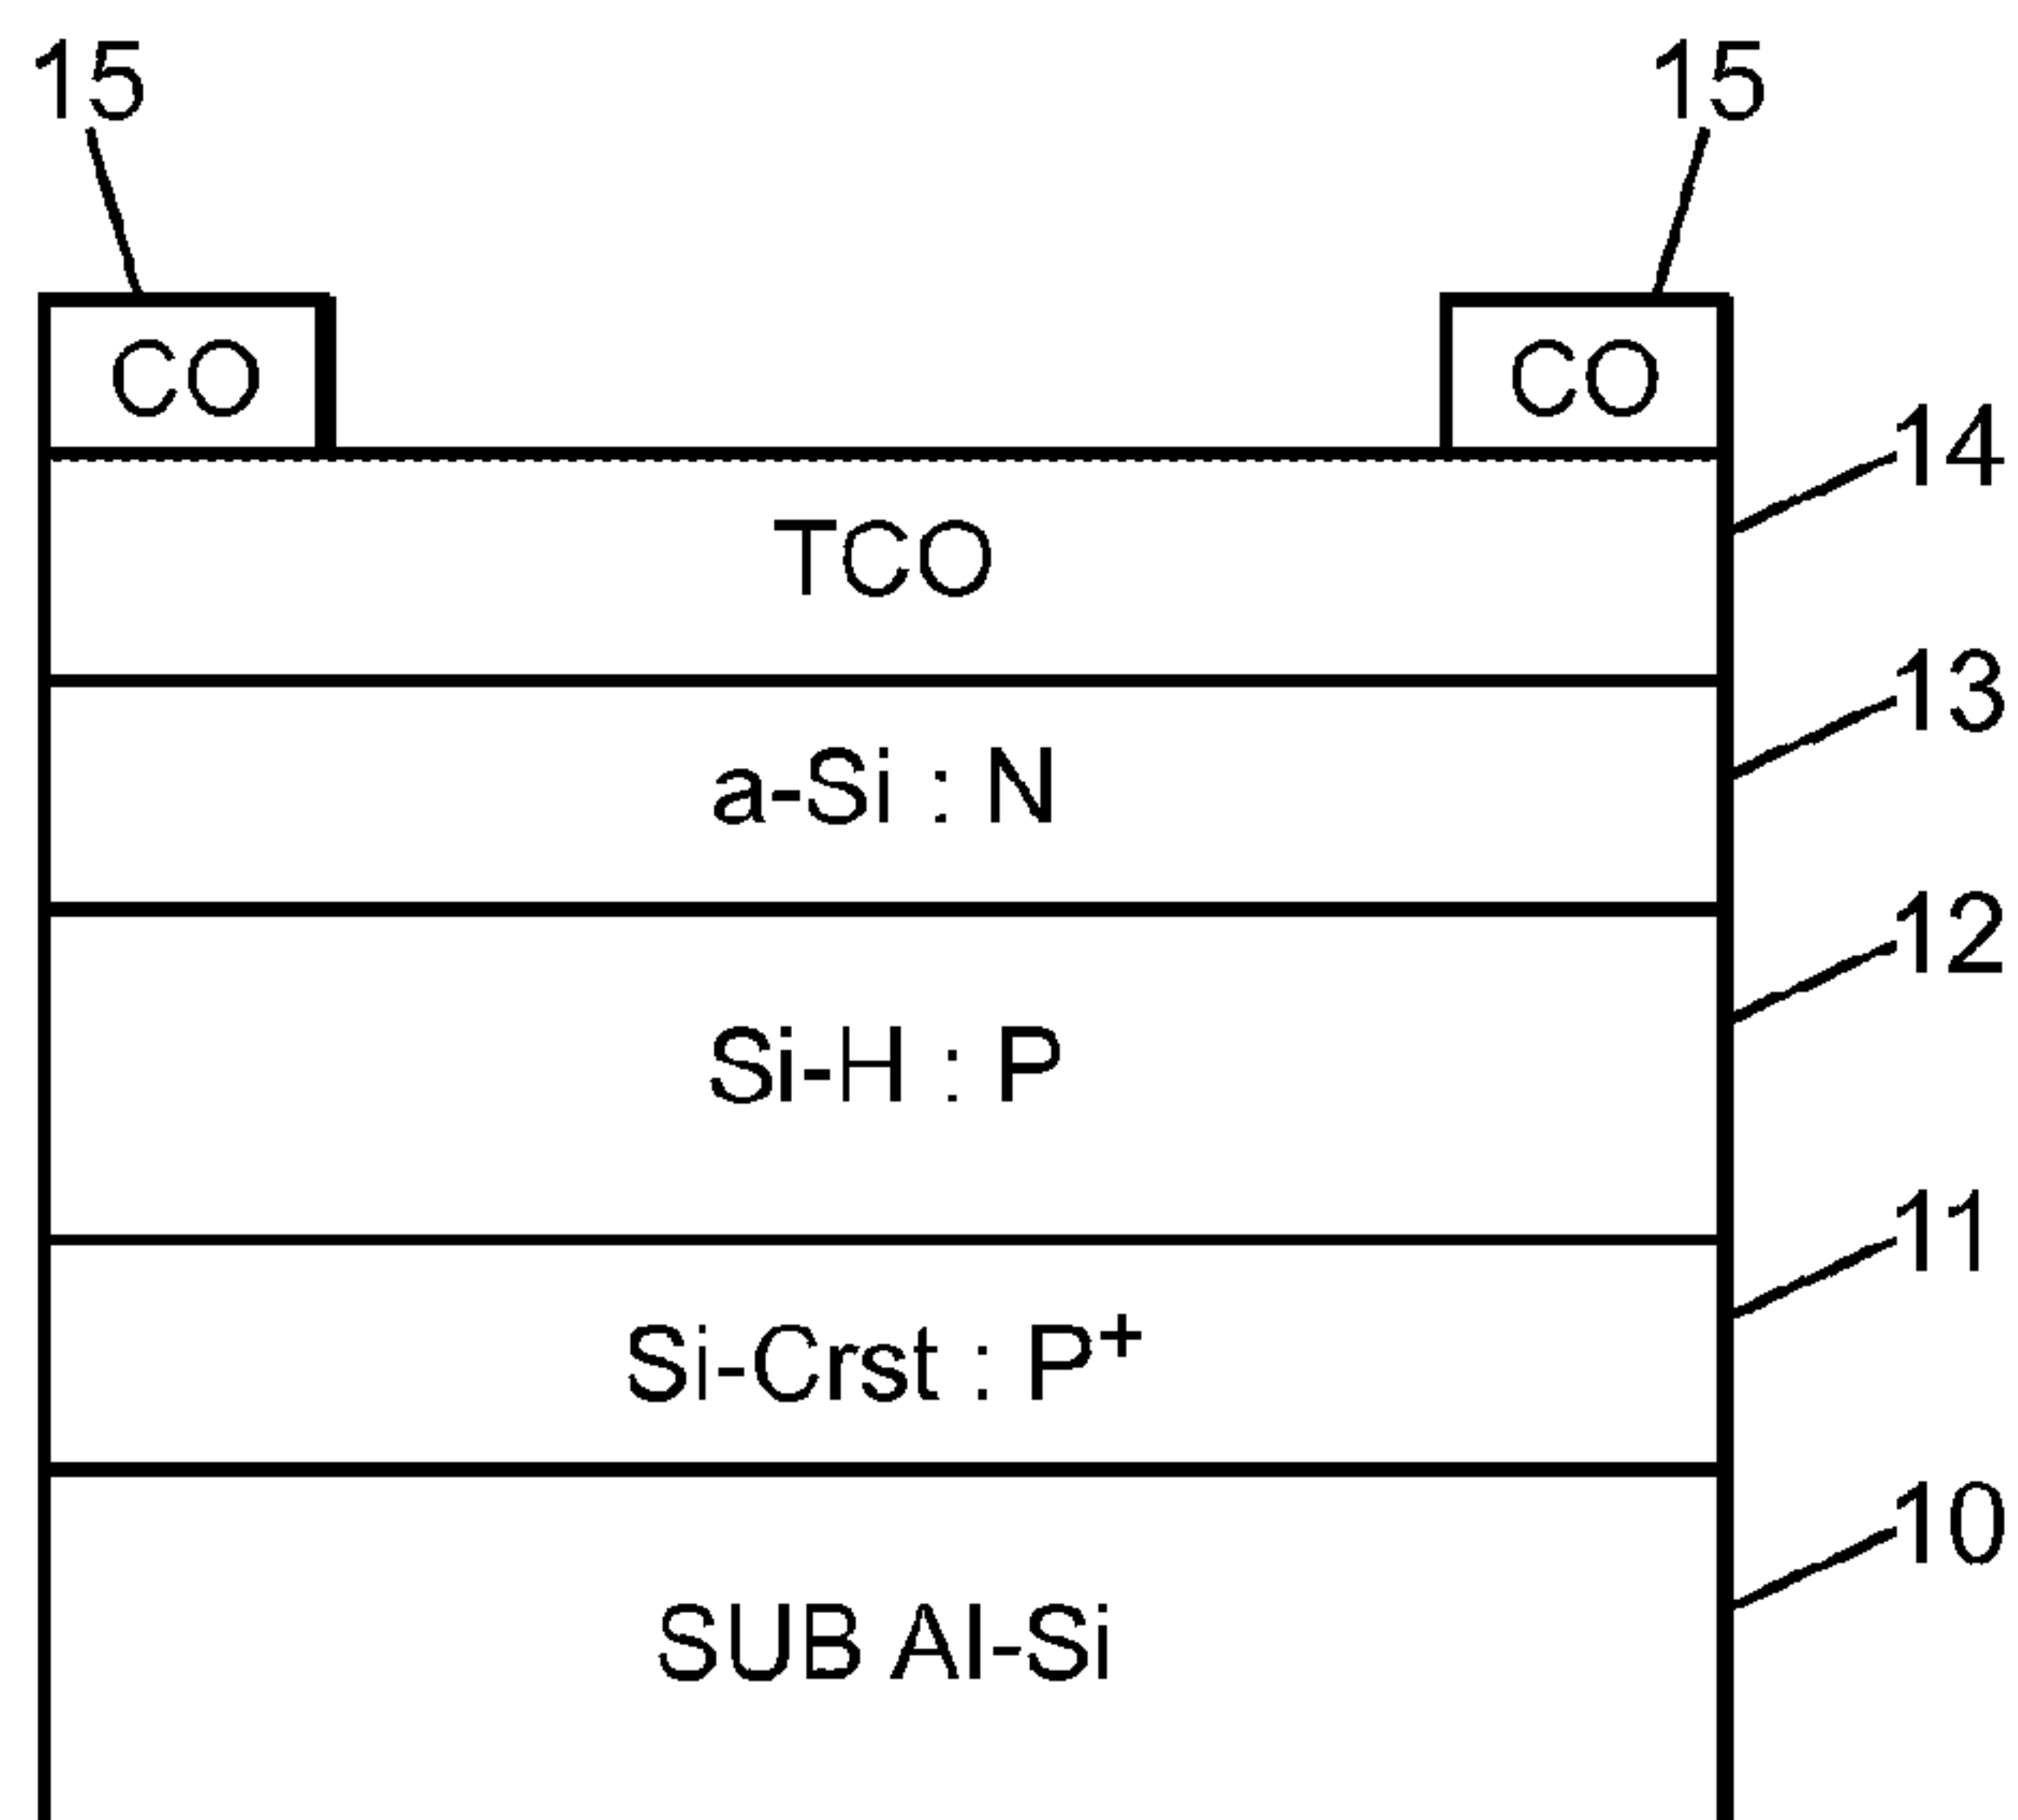 15 15
CO CO
14
TCO
13
a-Si : N
12
Si-H : P
11
Si-Crst : P⁺
10
SUB Al-Si